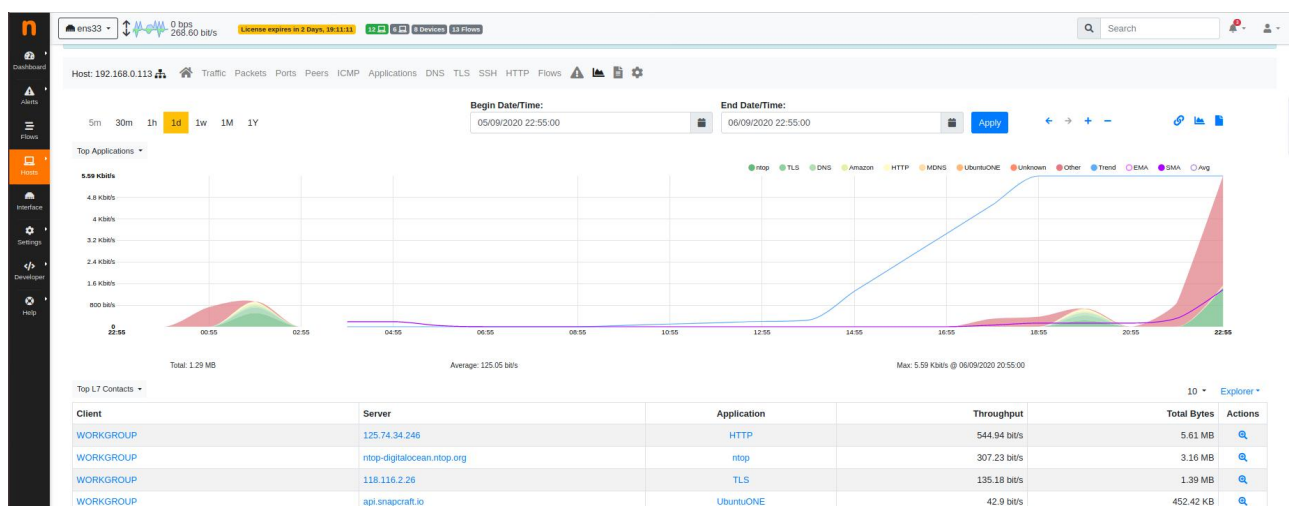 n
ens33
0 bps
268.60 bit/s
License expires in 2 Days, 19:11:11
12
6
8 Devices
13 Flows
Search
Dashboard
Alerts
Flows
Hosts
Interface
Settings
Developer
Help
Host: 192.168.0.113 Traffic Packets Ports Peers ICMP Applications DNS TLS SSH HTTP Flows
Begin Date/Time:
End Date/Time:
5m 30m 1h 1d 1w 1M 1Y
05/09/2020 22:55:00
06/09/2020 22:55:00
Apply
Top Applications
ntop TLS DNS Amazon HTTP MDNS UbuntuONE Unknown Other Trend EMA SMA Avg
5.59 Kbit/s
4.8 Kbit/s
4 Kbit/s
3.2 Kbit/s
2.4 Kbit/s
1.6 Kbit/s
800 bit/s
0
22:55 00:55 02:55 04:55 06:55 08:55 10:55 12:55 14:55 16:55 18:55 20:55 22:55
Total: 1.29 MB Average: 125.05 bit/s Max: 5.59 Kbit/s @ 06/09/2020 20:55:00
Top L7 Contacts
10 Explorer
Client Server Application Throughput Total Bytes Actions
WORKGROUP 125.74.34.246 HTTP 544.94 bit/s 5.61 MB
WORKGROUP ntop-digitalocean.ntop.org ntop 307.23 bit/s 3.16 MB
WORKGROUP 118.116.2.26 TLS 135.18 bit/s 1.39 MB
WORKGROUP api.snapcraft.io UbuntuONE 42.9 bit/s 452.42 KB